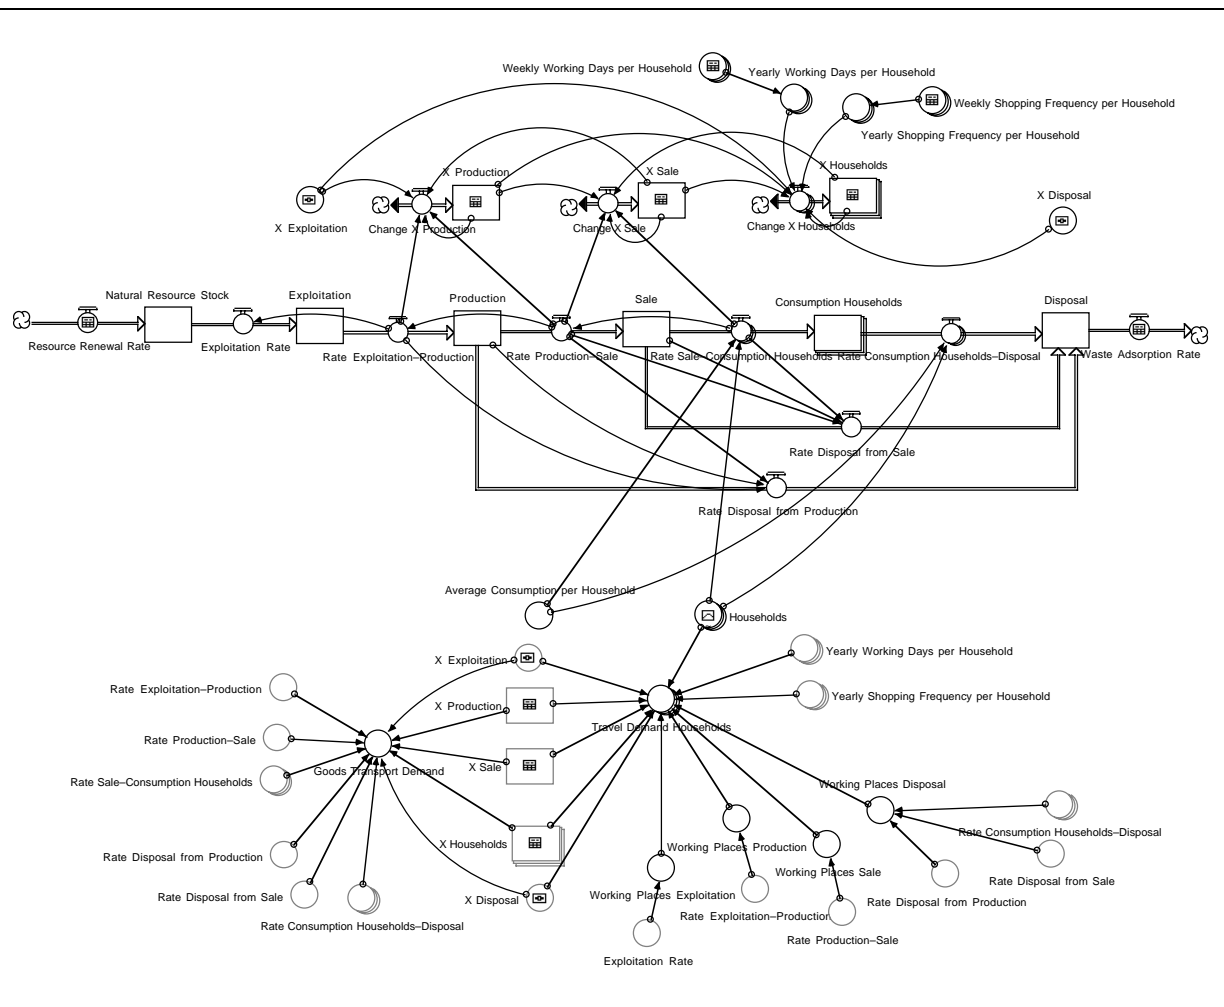 Weekly Working Days per Household
Yearly Working Days per Household
Weekly Shopping Frequency per Household
Yearly Shopping Frequency per Household
X Production
X Sale
X Households
X Disposal
X Exploitation
Change X Production
Change X Sale
Change X Households
Natural Resource Stock
Exploitation
Production
Sale
Consumption Households
Disposal
Resource Renewal Rate
Exploitation Rate
Rate Exploitation–Production
Rate Production–Sale
Rate Sale–Consumption Households
Rate Consumption Households–Disposal
Waste Adsorption Rate
Rate Disposal from Sale
Rate Disposal from Production
Average Consumption per Household
Households
X Exploitation
Yearly Working Days per Household
Rate Exploitation–Production
Yearly Shopping Frequency per Household
X Production
Travel Demand Households
Rate Production–Sale
X Sale
Goods Transport Demand
Rate Sale–Consumption Households
Working Places Disposal
Rate Consumption Households–Disposal
X Households
Working Places Production
Rate Disposal from Production
Working Places Sale
Rate Disposal from Sale
Rate Disposal from Sale
Working Places Exploitation
X Disposal
Rate Disposal from Production
Rate Exploitation–Production
Rate Consumption Households–Disposal
Rate Production–Sale
Exploitation Rate